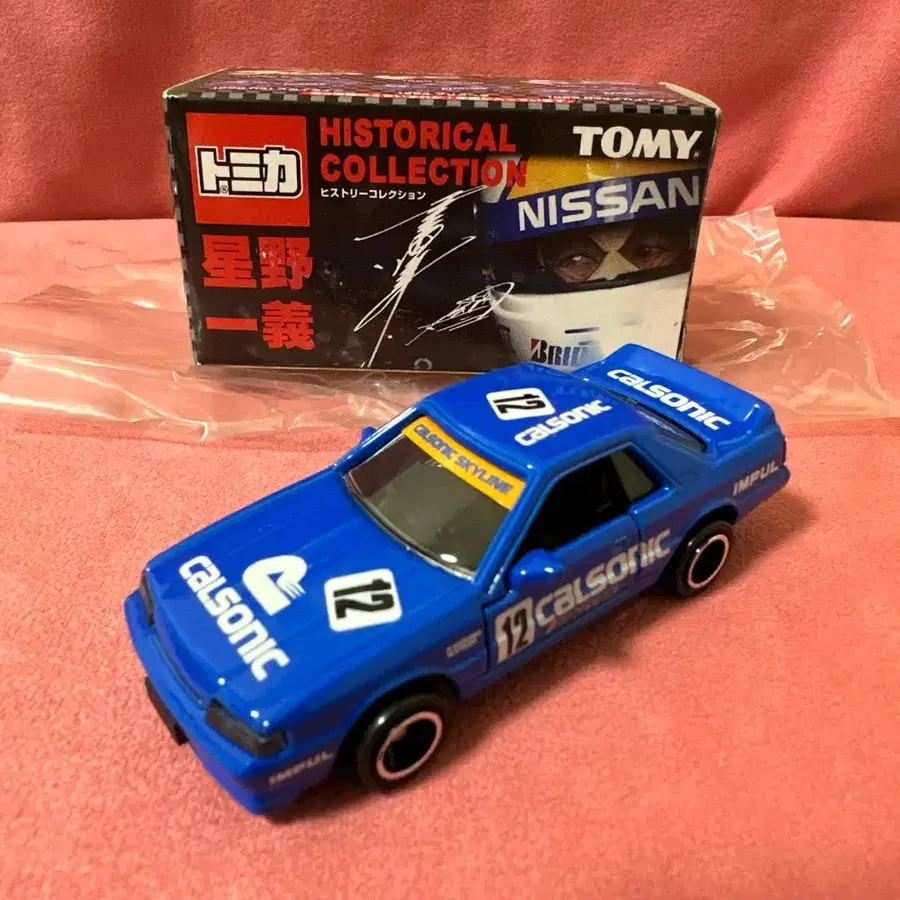 トミカ
HISTORICAL
COLLECTION
ヒストリーコレクション
TOMY
NISSAN
星野
一義
CALSONIC
12
CALSONIC
CALSONIC SKYLINE
CALSONIC
12
12 CALSONIC
IMPUL
IMPUL